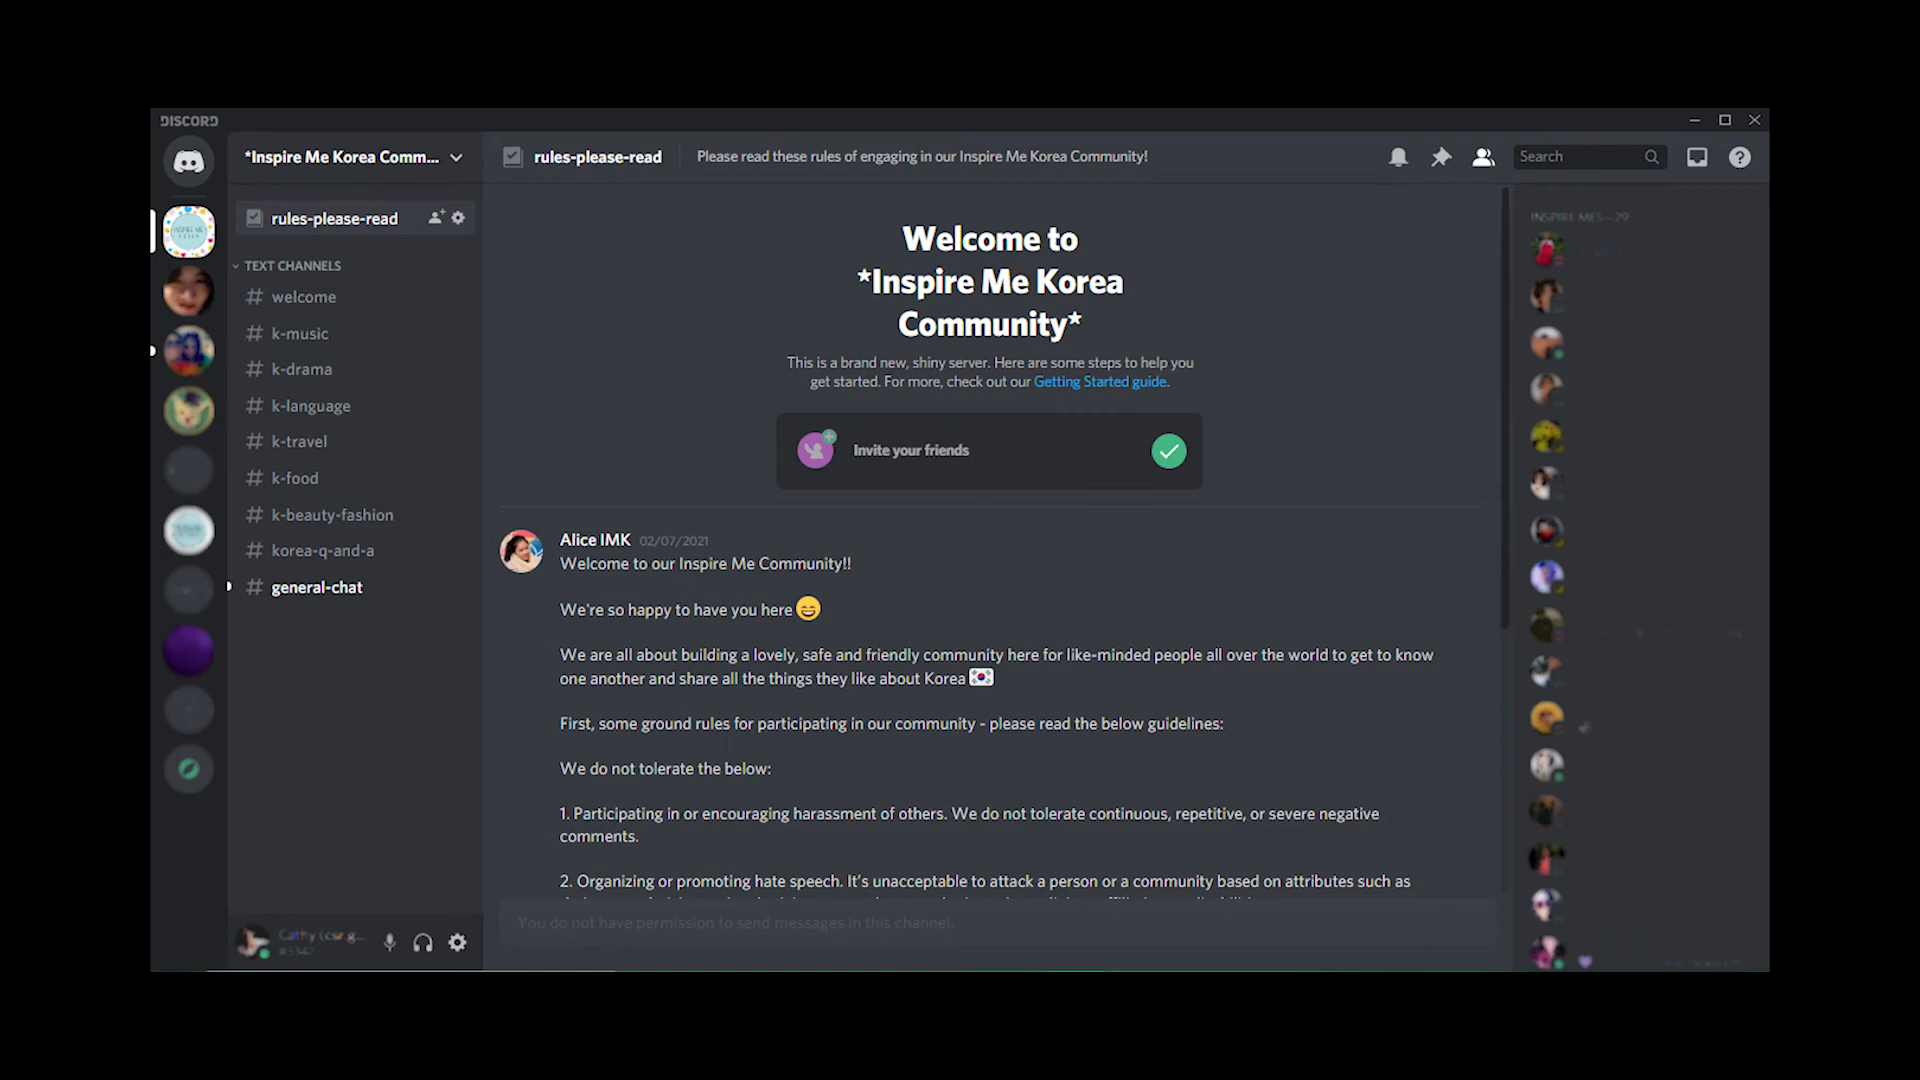 DISCORD
*Inspire Me Korea Comm...
rules-please-read
Please read these rules of engaging in our Inspire Me Korea Community!
Search
rules-please-read
TEXT CHANNELS
welcome
k-music
k-drama
k-language
k-travel
k-food
k-beauty-fashion
korea-q-and-a
general-chat
Cathy (csr g...
#3342
Welcome to
*Inspire Me Korea
Community*
This is a brand new, shiny server. Here are some steps to help you
get started. For more, check out our Getting Started guide.
Invite your friends
Alice IMK 02/07/2021
Welcome to our Inspire Me Community!!
We're so happy to have you here 😄
We are all about building a lovely, safe and friendly community here for like-minded people all over the world to get to know
one another and share all the things they like about Korea 🇰🇷
First, some ground rules for participating in our community - please read the below guidelines:
We do not tolerate the below:
1. Participating in or encouraging harassment of others. We do not tolerate continuous, repetitive, or severe negative
comments.
2. Organizing or promoting hate speech. It's unacceptable to attack a person or a community based on attributes such as
You do not have permission to send messages in this channel.
INSPIRE MES—29